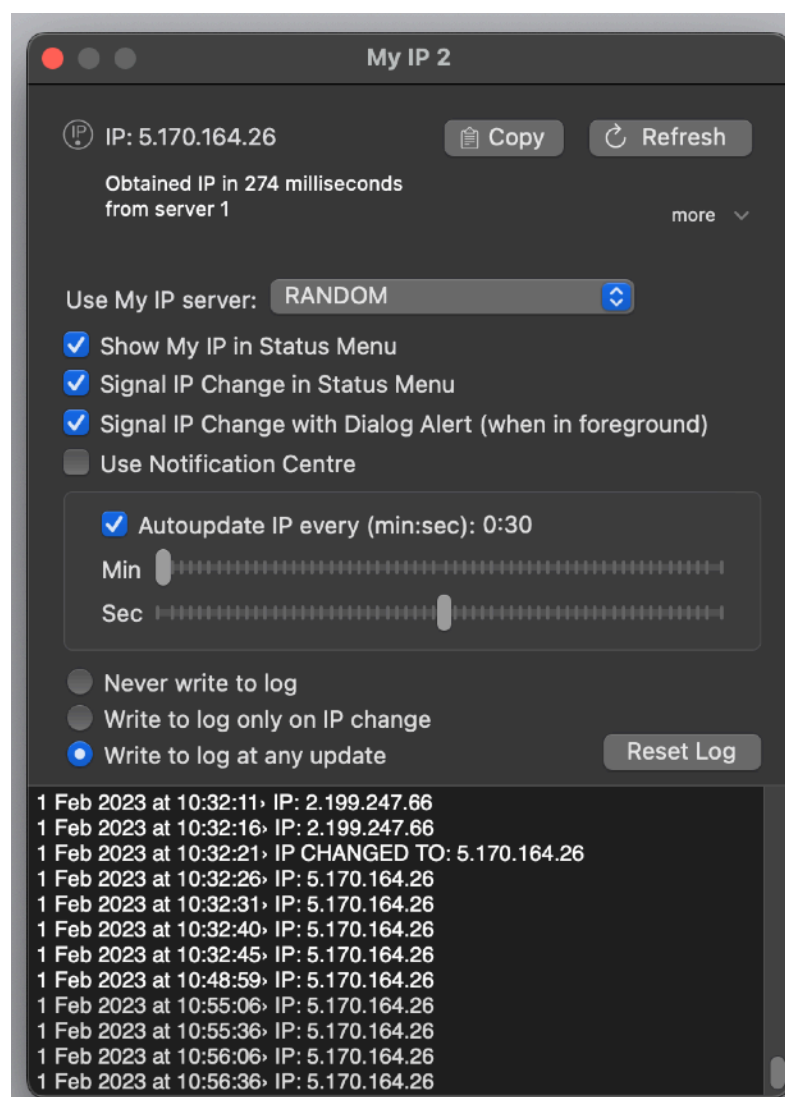 My IP 2
IP: 5.170.164.26
Copy
Refresh
Obtained IP in 274 milliseconds
from server 1
more
Use My IP server: RANDOM
Show My IP in Status Menu
Signal IP Change in Status Menu
Signal IP Change with Dialog Alert (when in foreground)
Use Notification Centre
Autoupdate IP every (min:sec): 0:30
Min
Sec
Never write to log
Write to log only on IP change
Write to log at any update
Reset Log
1 Feb 2023 at 10:32:11› IP: 2.199.247.66
1 Feb 2023 at 10:32:16› IP: 2.199.247.66
1 Feb 2023 at 10:32:21› IP CHANGED TO: 5.170.164.26
1 Feb 2023 at 10:32:26› IP: 5.170.164.26
1 Feb 2023 at 10:32:31› IP: 5.170.164.26
1 Feb 2023 at 10:32:40› IP: 5.170.164.26
1 Feb 2023 at 10:32:45› IP: 5.170.164.26
1 Feb 2023 at 10:48:59› IP: 5.170.164.26
1 Feb 2023 at 10:55:06› IP: 5.170.164.26
1 Feb 2023 at 10:55:36› IP: 5.170.164.26
1 Feb 2023 at 10:56:06› IP: 5.170.164.26
1 Feb 2023 at 10:56:36› IP: 5.170.164.26